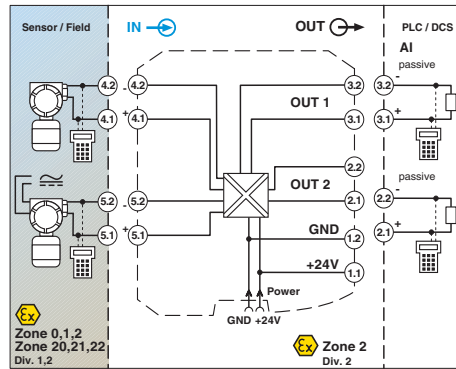 Sensor / Field
IN
OUT
PLC / DCS
AI
passive
4.2
-
4.2
3.2
3.2
-
OUT 1
4.1
+
4.1
3.1
3.1
+
2.2
passive
OUT 2
5.2
-
5.2
2.1
2.2
-
GND
5.1
+
5.1
1.2
2.1
+
+24V
1.1
Power
GND +24V
Ex
Zone 0,1,2
Zone 20,21,22
Div. 1,2
Ex
Zone 2
Div. 2